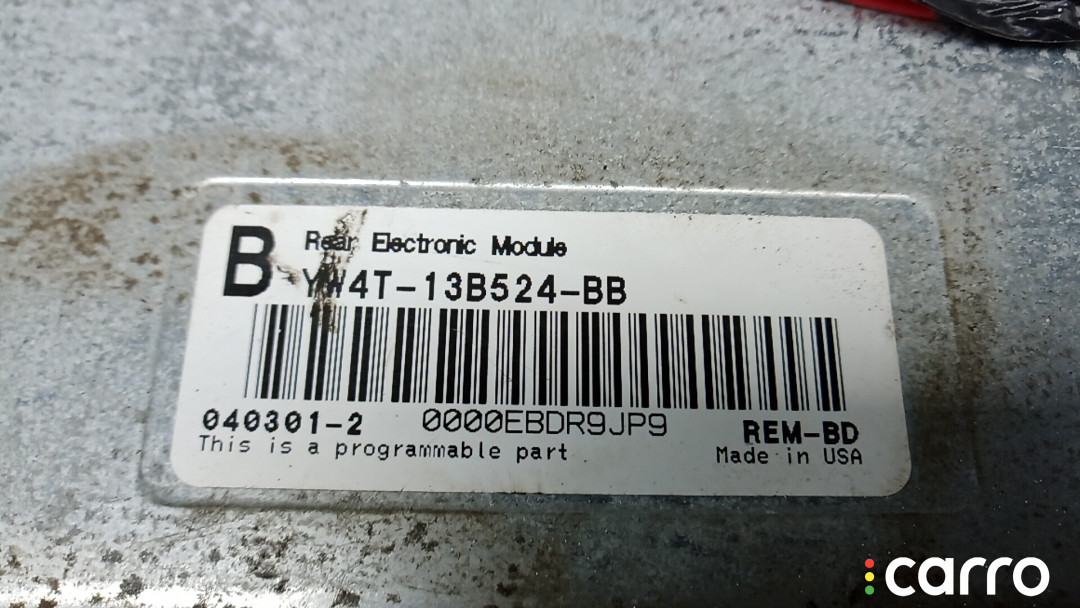 B
Rear Electronic Module
YW4T-13B524-BB
040301-2 0000EBDR9JP9 REM-BD
This is a programmable part Made in USA
carro